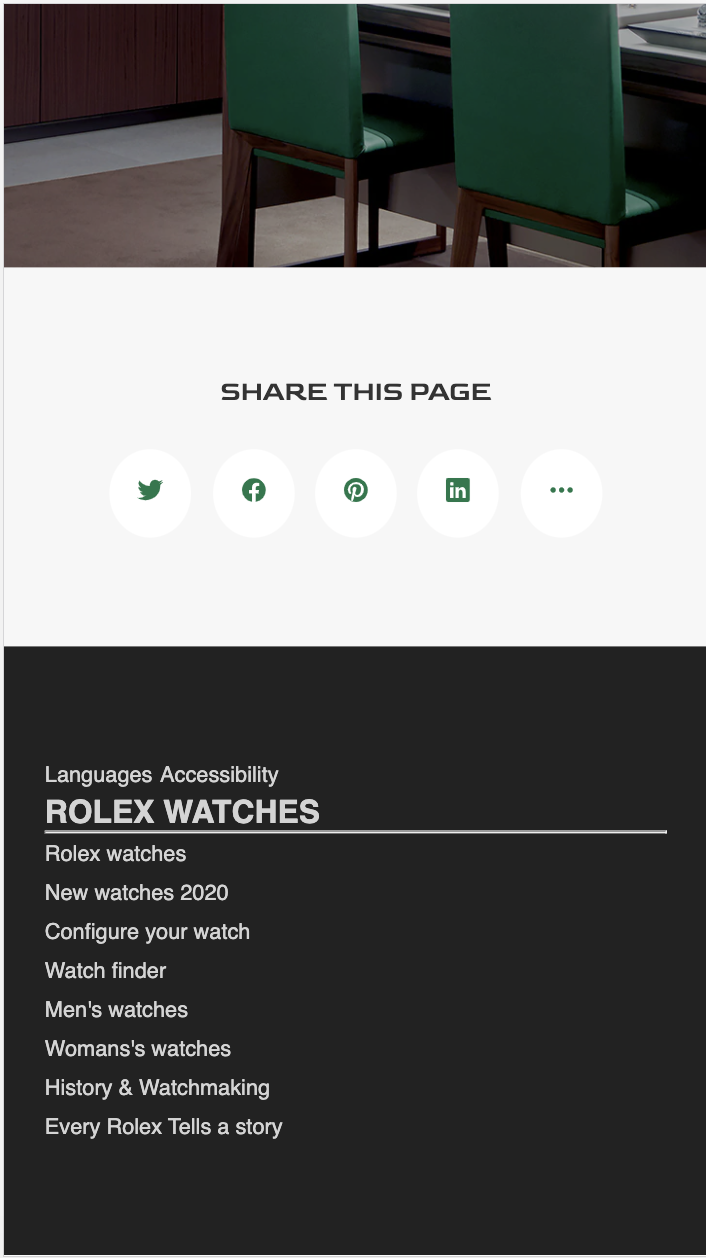 SHARE THIS PAGE
Languages Accessibility
ROLEX WATCHES
Rolex watches
New watches 2020
Configure your watch
Watch finder
Men's watches
Womans's watches
History & Watchmaking
Every Rolex Tells a story